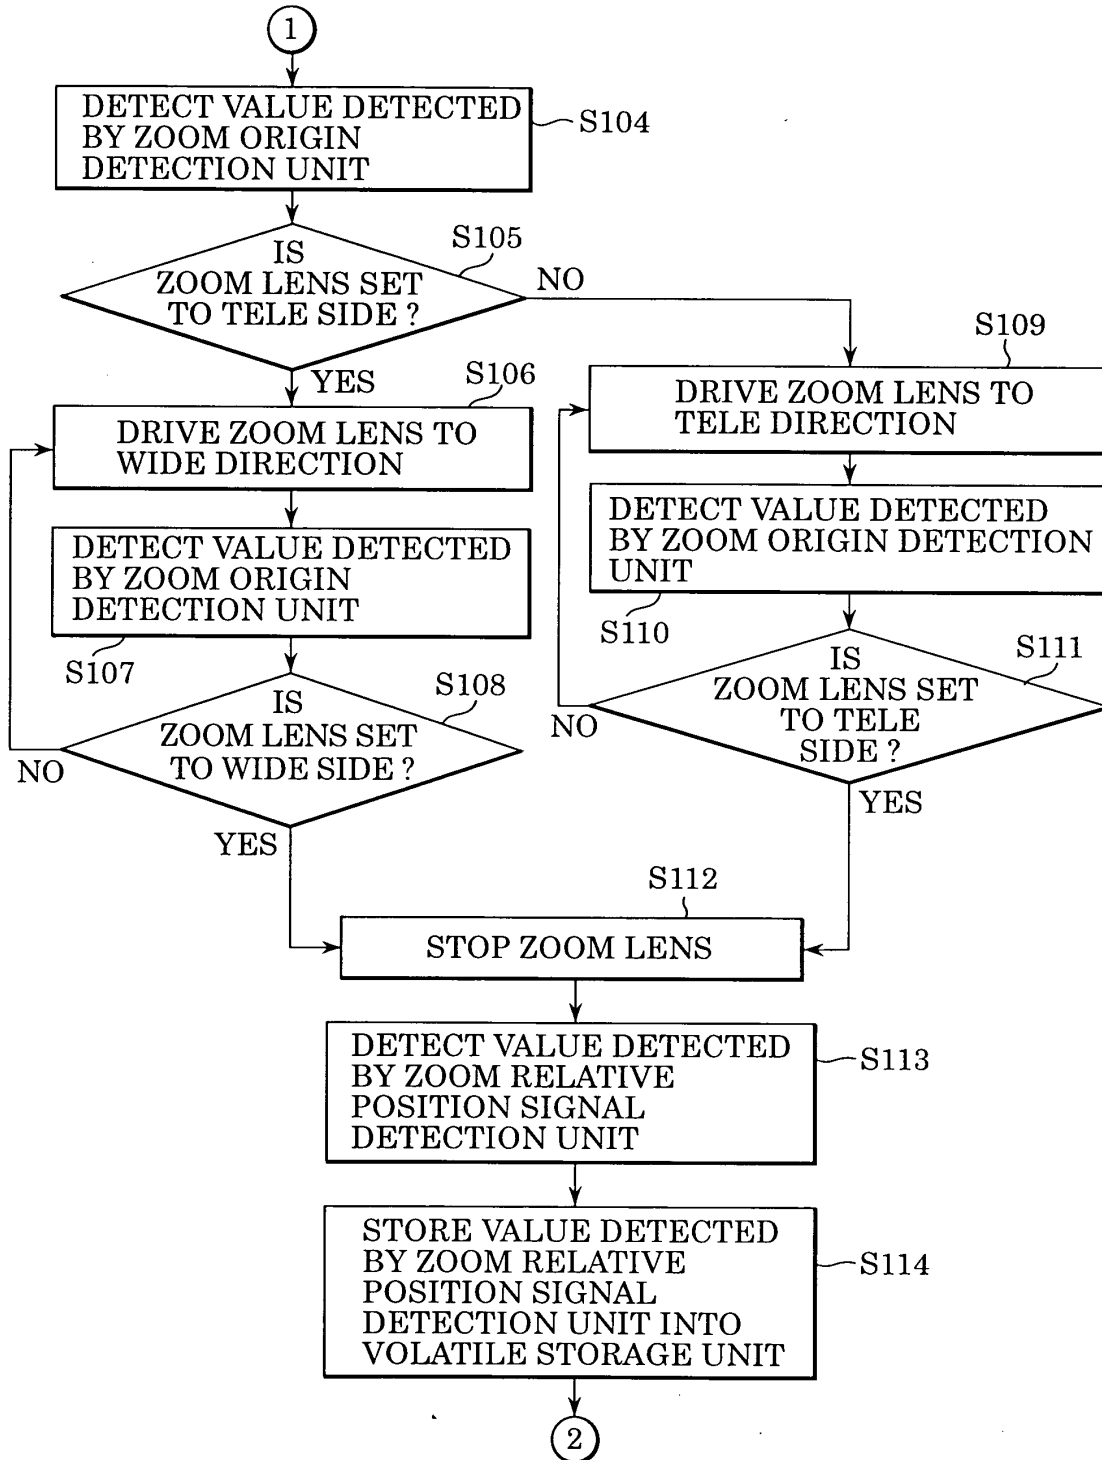 1
DETECT VALUE DETECTED
BY ZOOM ORIGIN
DETECTION UNIT
S104
IS
ZOOM LENS SET
TO TELE SIDE ?
S105
NO
YES
S106
DRIVE ZOOM LENS TO
WIDE DIRECTION
DETECT VALUE DETECTED
BY ZOOM ORIGIN
DETECTION UNIT
S107
IS
ZOOM LENS SET
TO WIDE SIDE ?
S108
NO
YES
S109
DRIVE ZOOM LENS TO
TELE DIRECTION
DETECT VALUE DETECTED
BY ZOOM ORIGIN DETECTION
UNIT
S110
IS
ZOOM LENS SET
TO TELE
SIDE ?
S111
NO
YES
S112
STOP ZOOM LENS
DETECT VALUE DETECTED
BY ZOOM RELATIVE
POSITION SIGNAL
DETECTION UNIT
S113
STORE VALUE DETECTED
BY ZOOM RELATIVE
POSITION SIGNAL
DETECTION UNIT INTO
VOLATILE STORAGE UNIT
S114
2